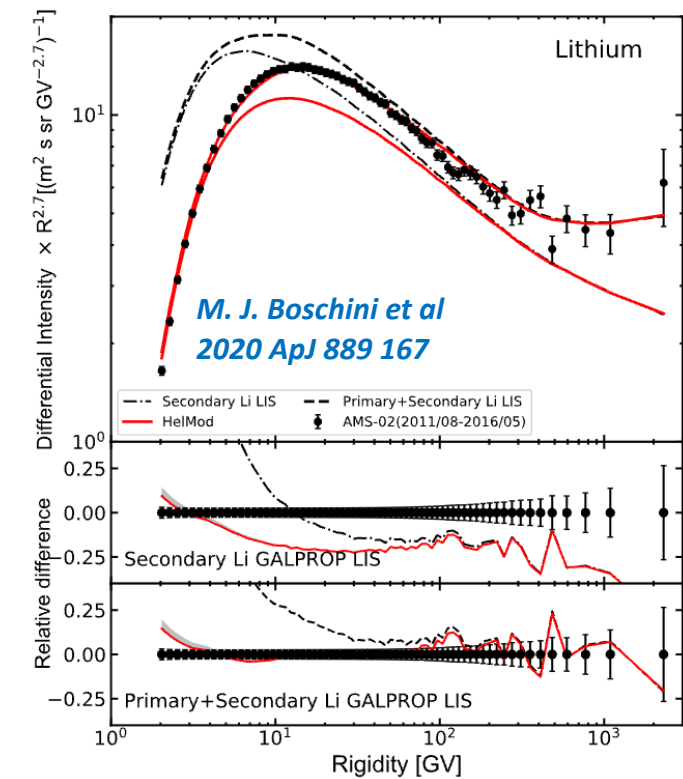 Lithium
Differential Intensity × R^2.7[(m² s sr GV^−2.7)^−1]
10^1
M. J. Boschini et al
2020 ApJ 889 167
Secondary Li LIS
Primary+Secondary Li LIS
HelMod
AMS-02(2011/08-2016/05)
10^0
Relative difference
0.25
0.00
−0.25
Secondary Li GALPROP LIS
0.25
0.00
−0.25
Primary+Secondary Li GALPROP LIS
10^0 10^1 10^2 10^3
Rigidity [GV]